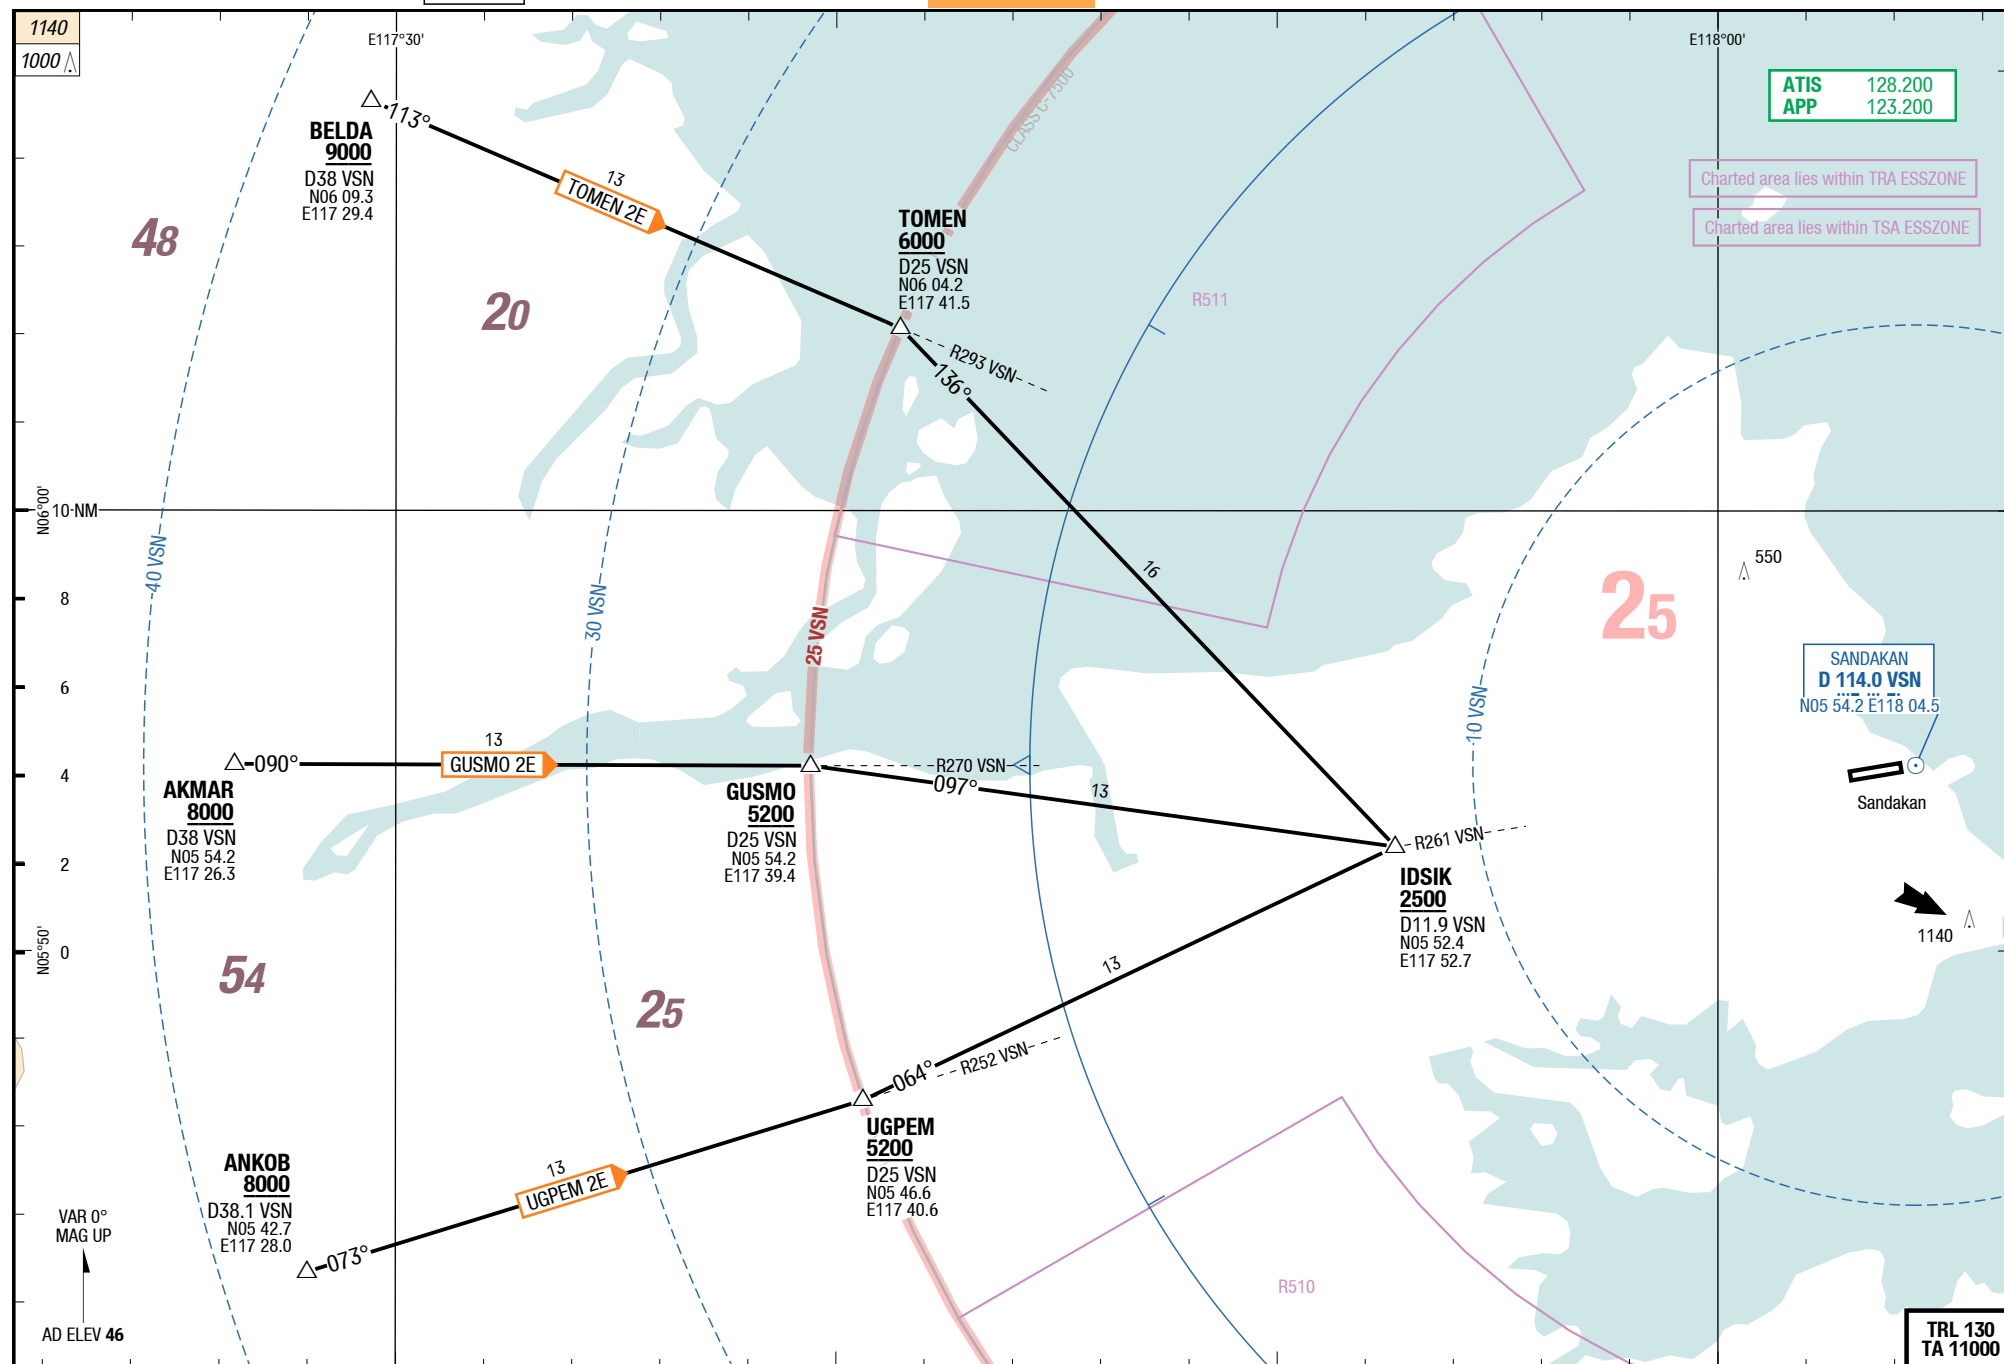 1140
1000
E117°30'
E118°00'
ATIS 128.200
APP 123.200
Charted area lies within TRA ESSZONE
Charted area lies within TSA ESSZONE
CLASS C-7500
113°
BELDA
9000
D38 VSN
N06 09.3
E117 29.4
13
TOMEN 2E
48
20
TOMEN
6000
D25 VSN
N06 04.2
E117 41.5
R293 VSN
136°
R511
N06°00'
10 NM
8
6
4
2
0
N05°50'
40 VSN
30 VSN
25 VSN
10 VSN
16
550
25
SANDAKAN
D 114.0 VSN
N05 54.2 E118 04.5
Sandakan
090°
13
GUSMO 2E
AKMAR
8000
D38 VSN
N05 54.2
E117 26.3
GUSMO
5200
D25 VSN
N05 54.2
E117 39.4
R270 VSN
097°
13
R261 VSN
IDSIK
2500
D11.9 VSN
N05 52.4
E117 52.7
1140
54
25
13
064°
R252 VSN
UGPEM
5200
D25 VSN
N05 46.6
E117 40.6
ANKOB
8000
D38.1 VSN
N05 42.7
E117 28.0
073°
13
UGPEM 2E
R510
VAR 0°
MAG UP
AD ELEV 46
TRL 130
TA 11000